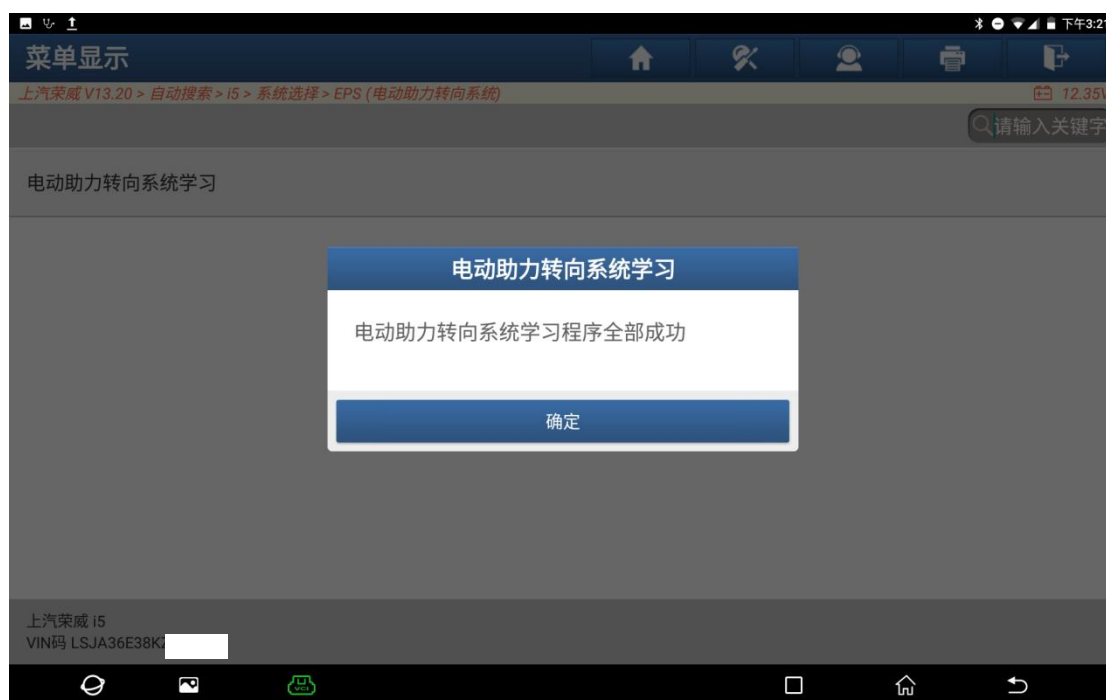 下午3:21
菜单显示
上汽荣威 V13.20 > 自动搜索 > i5 > 系统选择 > EPS (电动助力转向系统)
12.35V
请输入关键字
电动助力转向系统学习
电动助力转向系统学习
电动助力转向系统学习程序全部成功
确定
上汽荣威 i5
VIN码 LSJA36E38KZ
VCI